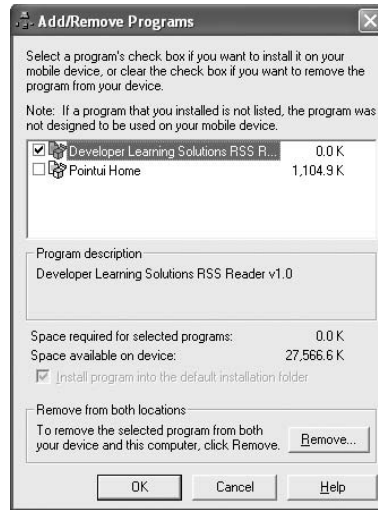 Add/Remove Programs
Select a program's check box if you want to install it on your
mobile device, or clear the check box if you want to remove the
program from your device.
Note: If a program that you installed is not listed, the program was
not designed to be used on your mobile device.
Developer Learning Solutions RSS R... 0.0 K
Pointui Home 1,104.9 K
Program description
Developer Learning Solutions RSS Reader v1.0
Space required for selected programs: 0.0 K
Space available on device: 27,566.6 K
Install program into the default installation folder
Remove from both locations
To remove the selected program from both
your device and this computer, click Remove.
Remove...
OK Cancel Help